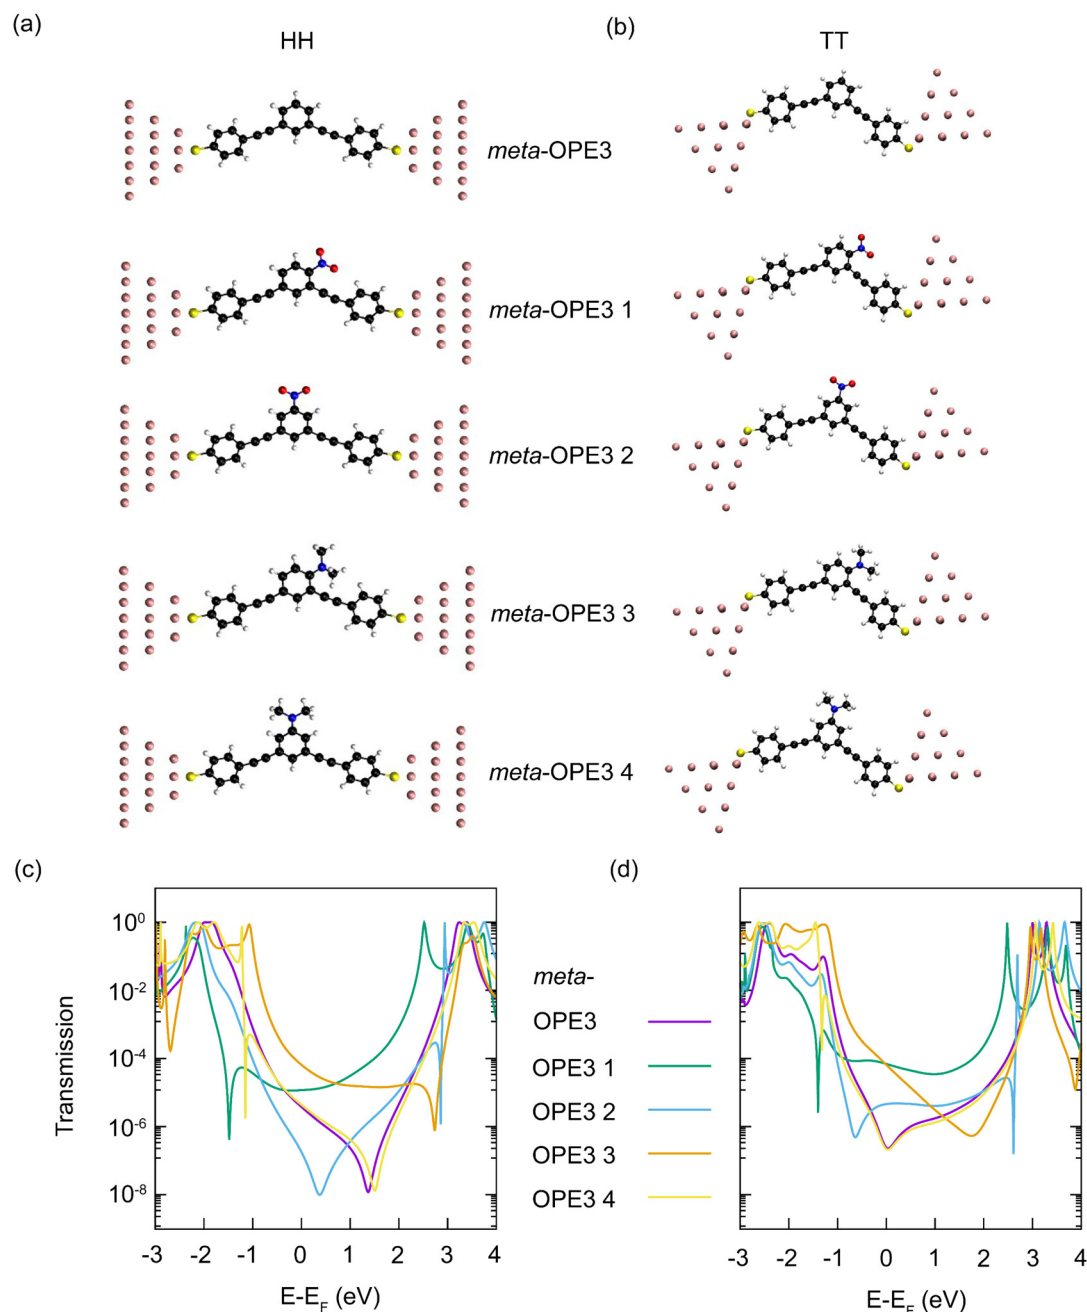 (a)
HH
(b)
TT
meta-OPE3
meta-OPE3 1
meta-OPE3 2
meta-OPE3 3
meta-OPE3 4
(c)
(d)
Transmission
10⁰
10⁻²
10⁻⁴
10⁻⁶
10⁻⁸
-3 -2 -1 0 1 2 3 4
E-E_F (eV)
meta-
OPE3
OPE3 1
OPE3 2
OPE3 3
OPE3 4
-3 -2 -1 0 1 2 3 4
E-E_F (eV)